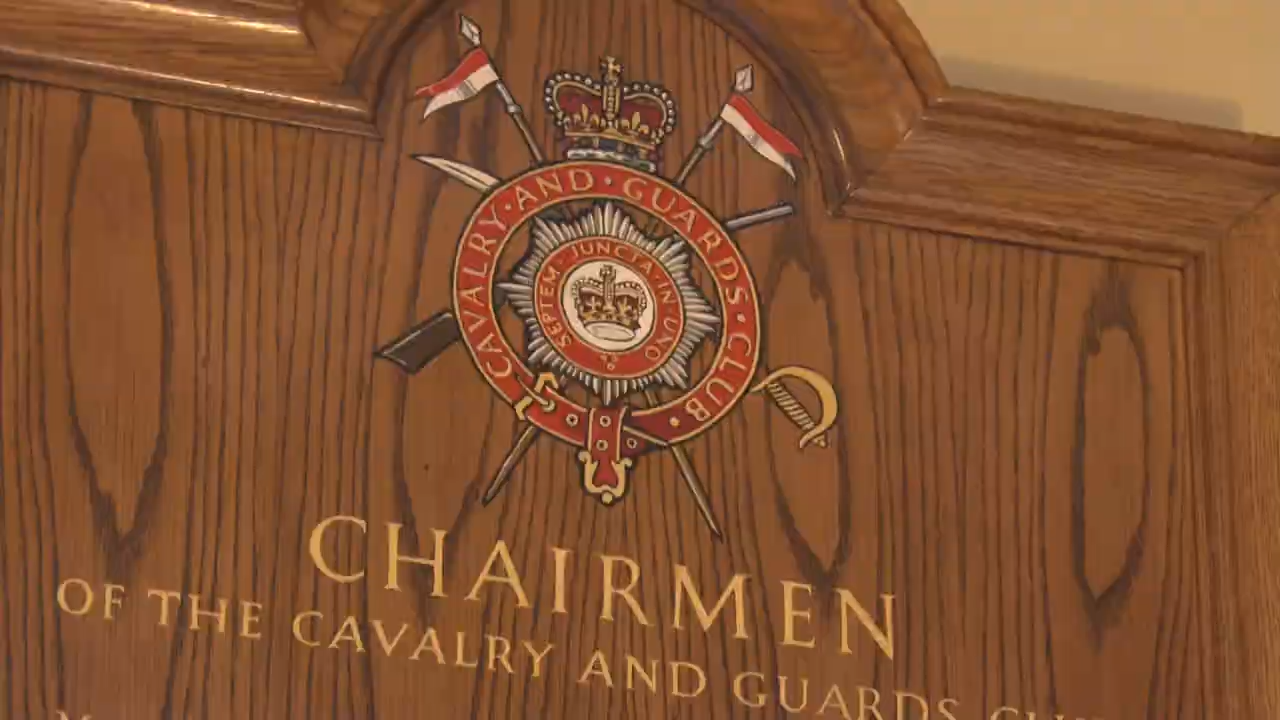 CAVALRY·AND·GUARDS·CLUB·
SEPTEM·JUNCTA·IN·UNO
CHAIRMEN
OF THE CAVALRY AND GUARDS